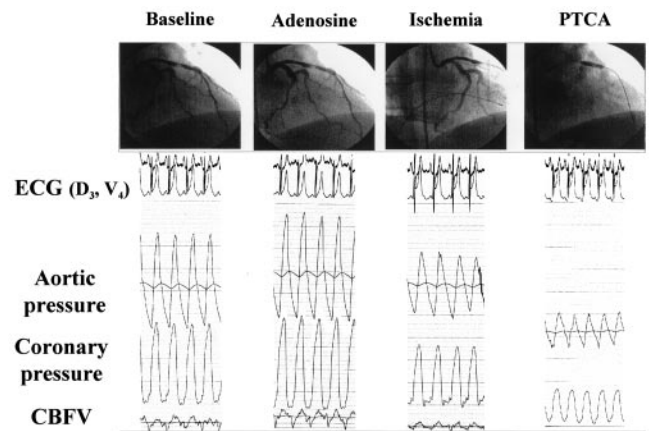 Baseline Adenosine Ischemia PTCA
ECG (D3, V4)
Aortic
pressure
Coronary
pressure
CBFV